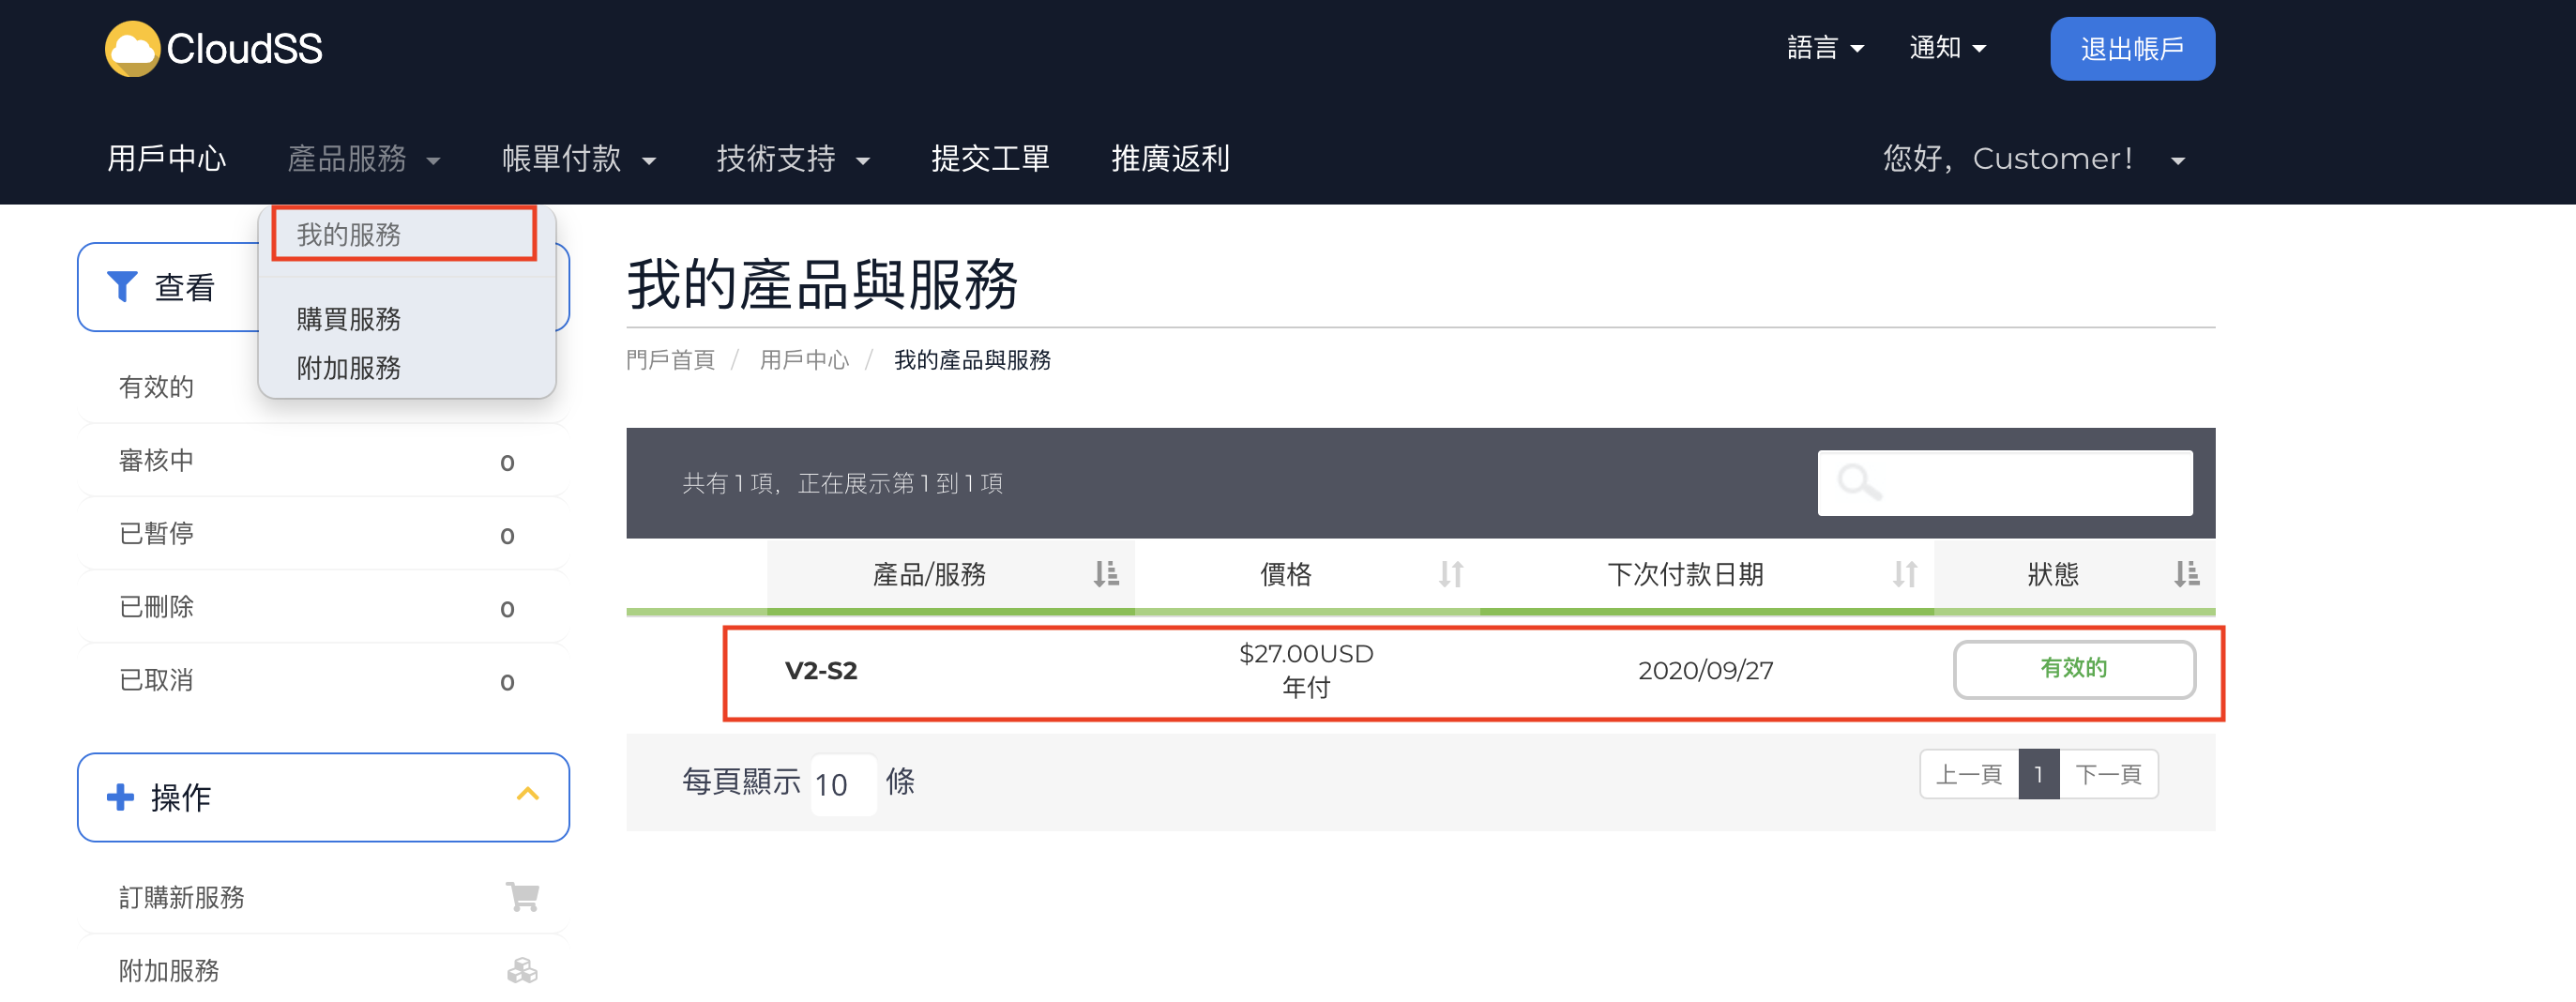 CloudSS
語言
通知
退出帳戶
用戶中心
產品服務
帳單付款
技術支持
提交工單
推廣返利
您好，Customer！
我的服務
購買服務
附加服務
查看
有效的
審核中 0
已暫停 0
已刪除 0
已取消 0
操作
訂購新服務
附加服務
我的產品與服務
門戶首頁 / 用戶中心 / 我的產品與服務
共有 1 項，正在展示第 1 到 1 項
產品/服務 價格 下次付款日期 狀態
V2-S2 $27.00USD 2020/09/27 有效的
年付
每頁顯示 10 條
上一頁 1 下一頁